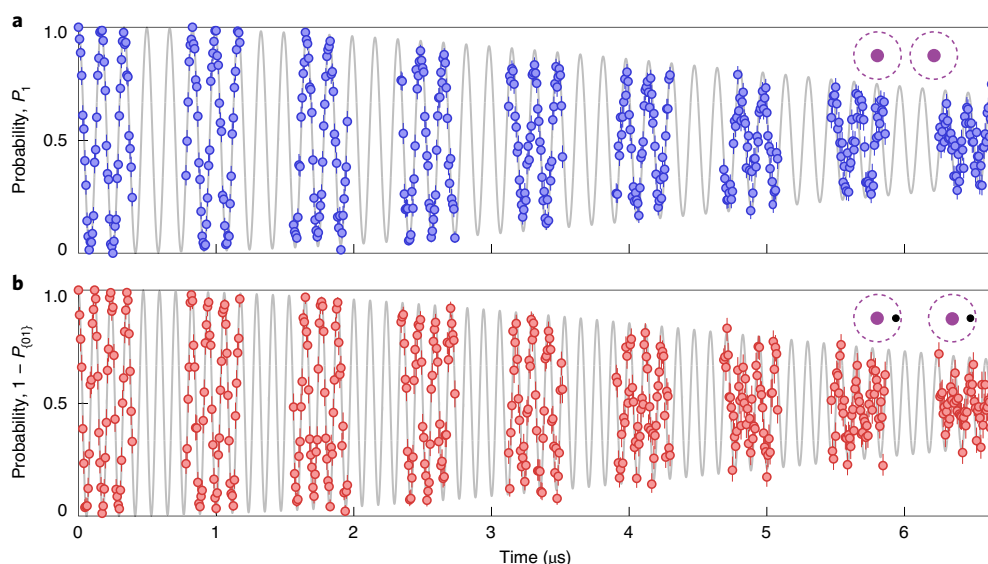 a
1.0
0.5
0
Probability, P1
b
1.0
0.5
0
Probability, 1 − P{01}
0 1 2 3 4 5 6
Time (μs)